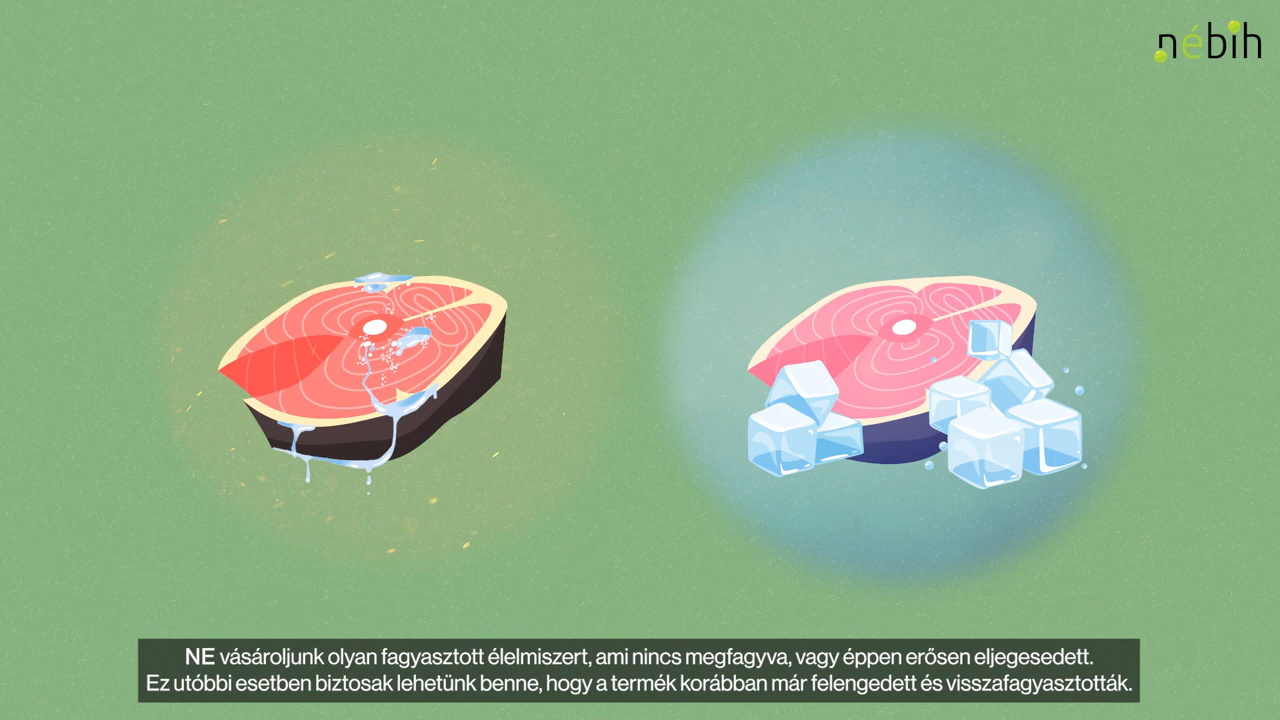 nébih
NE vásároljunk olyan fagyasztott élelmiszert, ami nincs megfagyva, vagy éppen erősen eljegesedett.
Ez utóbbi esetben biztosak lehetünk benne, hogy a termék korábban már felengedett és visszafagyasztották.